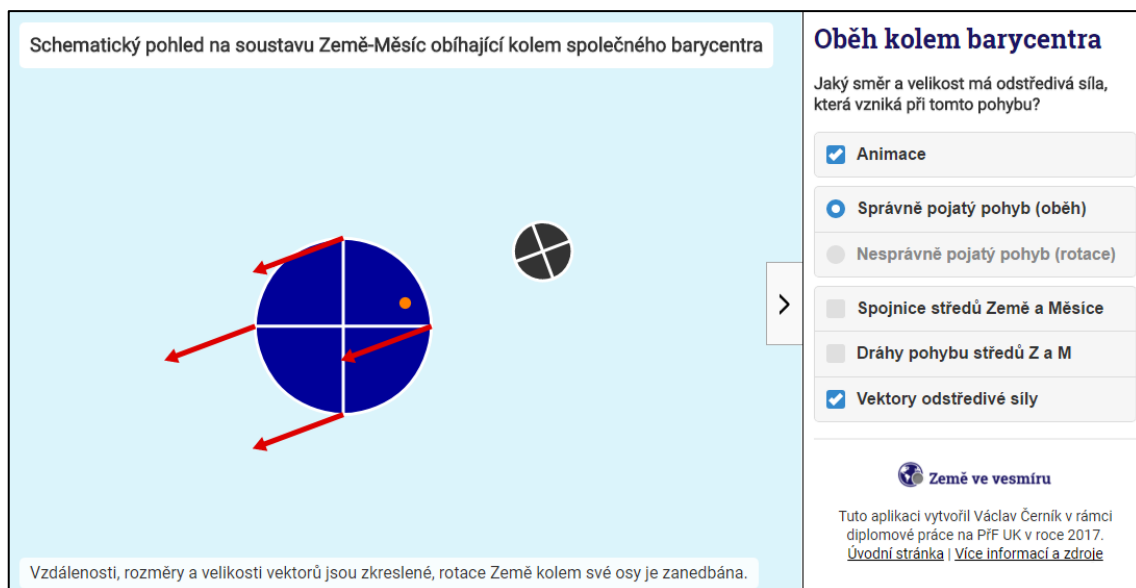 Schematický pohled na soustavu Země-Měsíc obíhající kolem společného barycentra
Vzdálenosti, rozměry a velikosti vektorů jsou zkreslené, rotace Země kolem své osy je zanedbána.
Oběh kolem barycentra
Jaký směr a velikost má odstředivá síla,
která vzniká při tomto pohybu?
Animace
Správně pojatý pohyb (oběh)
Nesprávně pojatý pohyb (rotace)
Spojnice středů Země a Měsíce
Dráhy pohybu středů Z a M
Vektory odstředivé síly
Země ve vesmíru
Tuto aplikaci vytvořil Václav Černík v rámci
diplomové práce na PřF UK v roce 2017.
Úvodní stránka | Více informací a zdroje